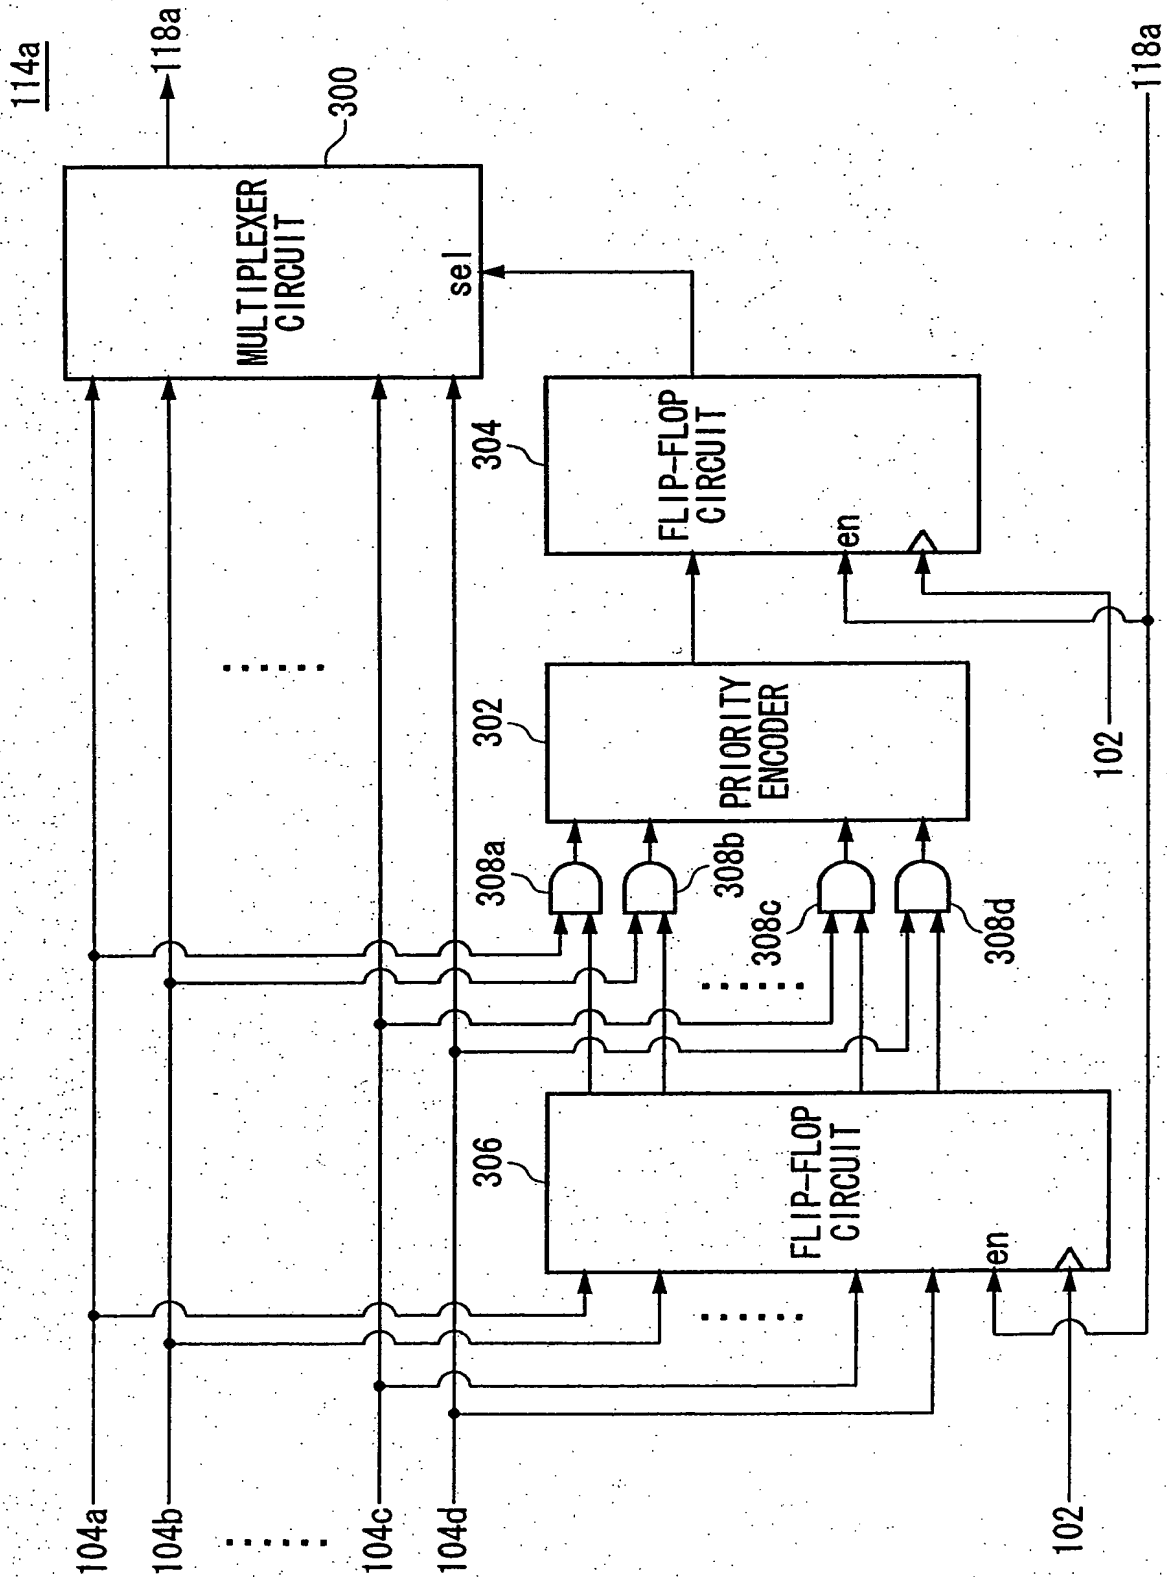 114a
104a
104b
104c
104d
118a
MULTIPLEXER
CIRCUIT
sel
300
306
FLIP-FLOP
CIRCUIT
en
102
308a
308b
308c
308d
302
PRIORITY
ENCODER
304
FLIP-FLOP
CIRCUIT
en
102
118a